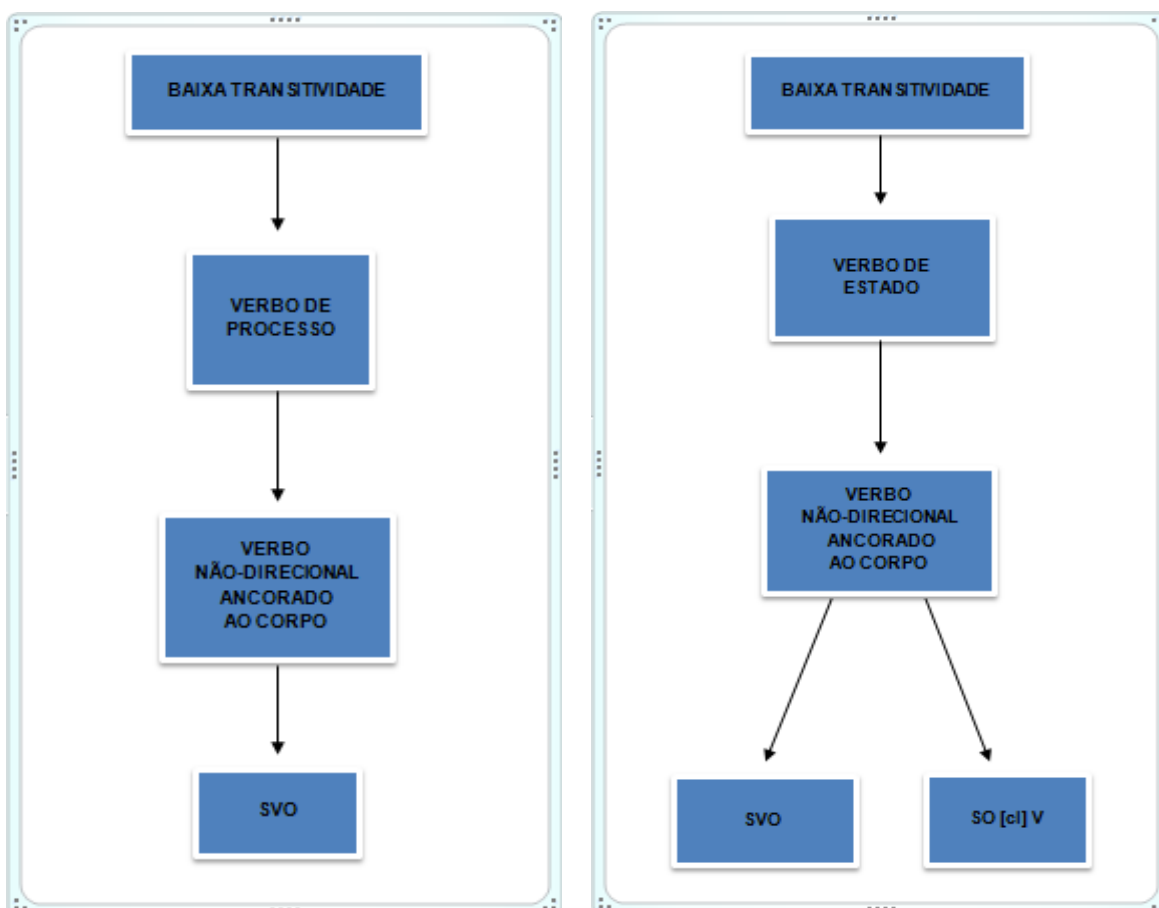 BAIXA TRANSITIVIDADE
VERBO DE
PROCESSO
VERBO
NÃO-DIRECIONAL
ANCORADO
AO CORPO
SVO
BAIXA TRANSITIVIDADE
VERBO DE
ESTADO
VERBO
NÃO-DIRECIONAL
ANCORADO
AO CORPO
SVO
SO [cl] V